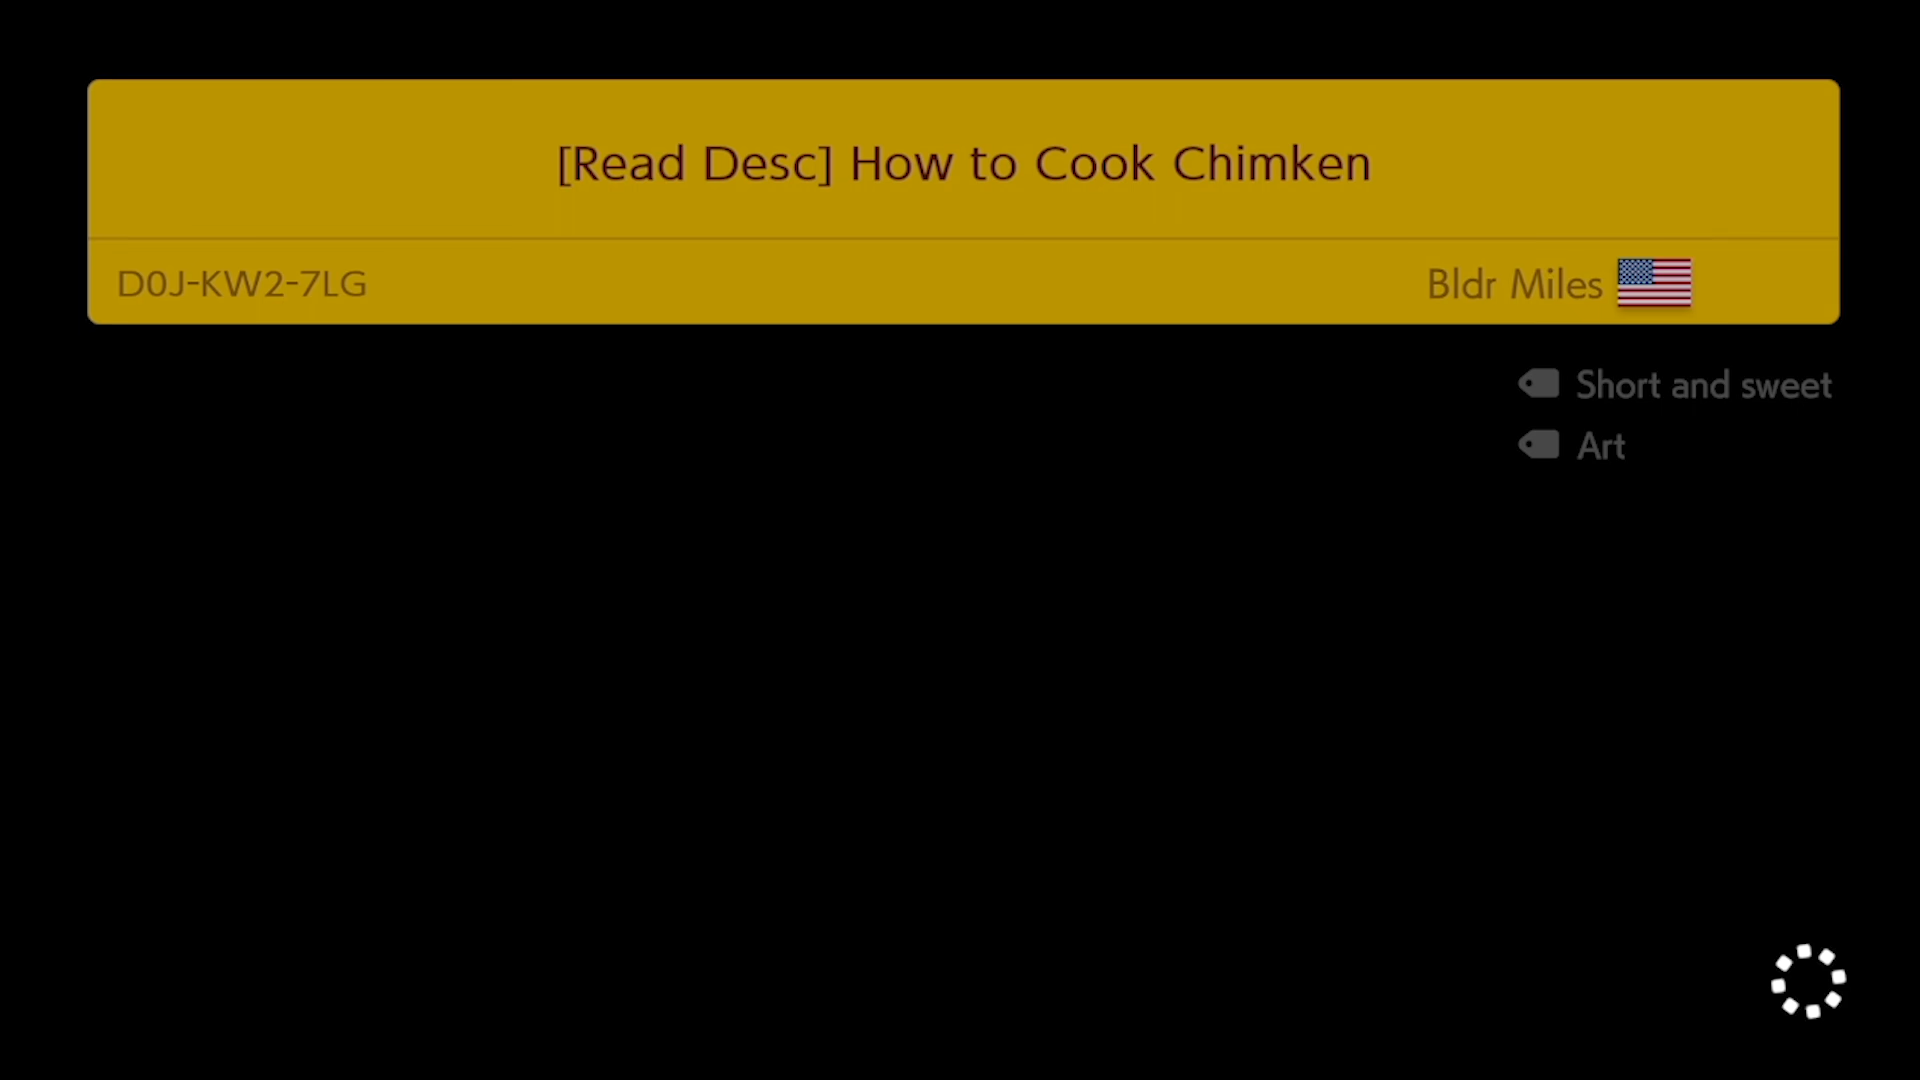 [Read Desc] How to Cook Chimken
D0J-KW2-7LG
Bldr Miles
Short and sweet
Art